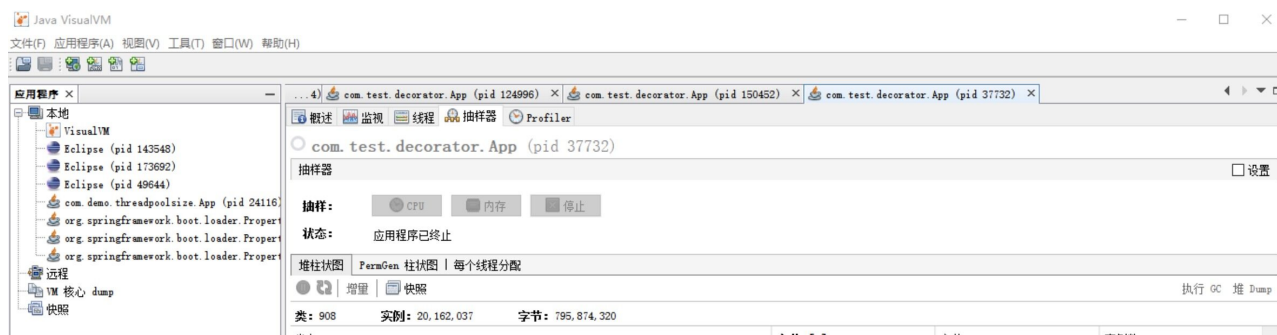 Java VisualVM
文件(F) 应用程序(A) 视图(V) 工具(T) 窗口(W) 帮助(H)
应用程序
...4) com.test.decorator.App (pid 124996) com.test.decorator.App (pid 150452) com.test.decorator.App (pid 37732)
本地
VisualVM
Eclipse (pid 143548)
Eclipse (pid 173692)
Eclipse (pid 49644)
com.demo.threadpoolsize.App (pid 24116)
org.springframework.boot.loader.Propert
org.springframework.boot.loader.Propert
org.springframework.boot.loader.Propert
远程
VM 核心 dump
快照
概述 监视 线程 抽样器 Profiler
com.test.decorator.App (pid 37732)
抽样器 设置
抽样: CPU 内存 停止
状态: 应用程序已终止
堆柱状图 PermGen 柱状图 每个线程分配
增量 快照 执行 GC 堆 Dump
类: 908 实例: 20,162,037 字节: 795,874,320